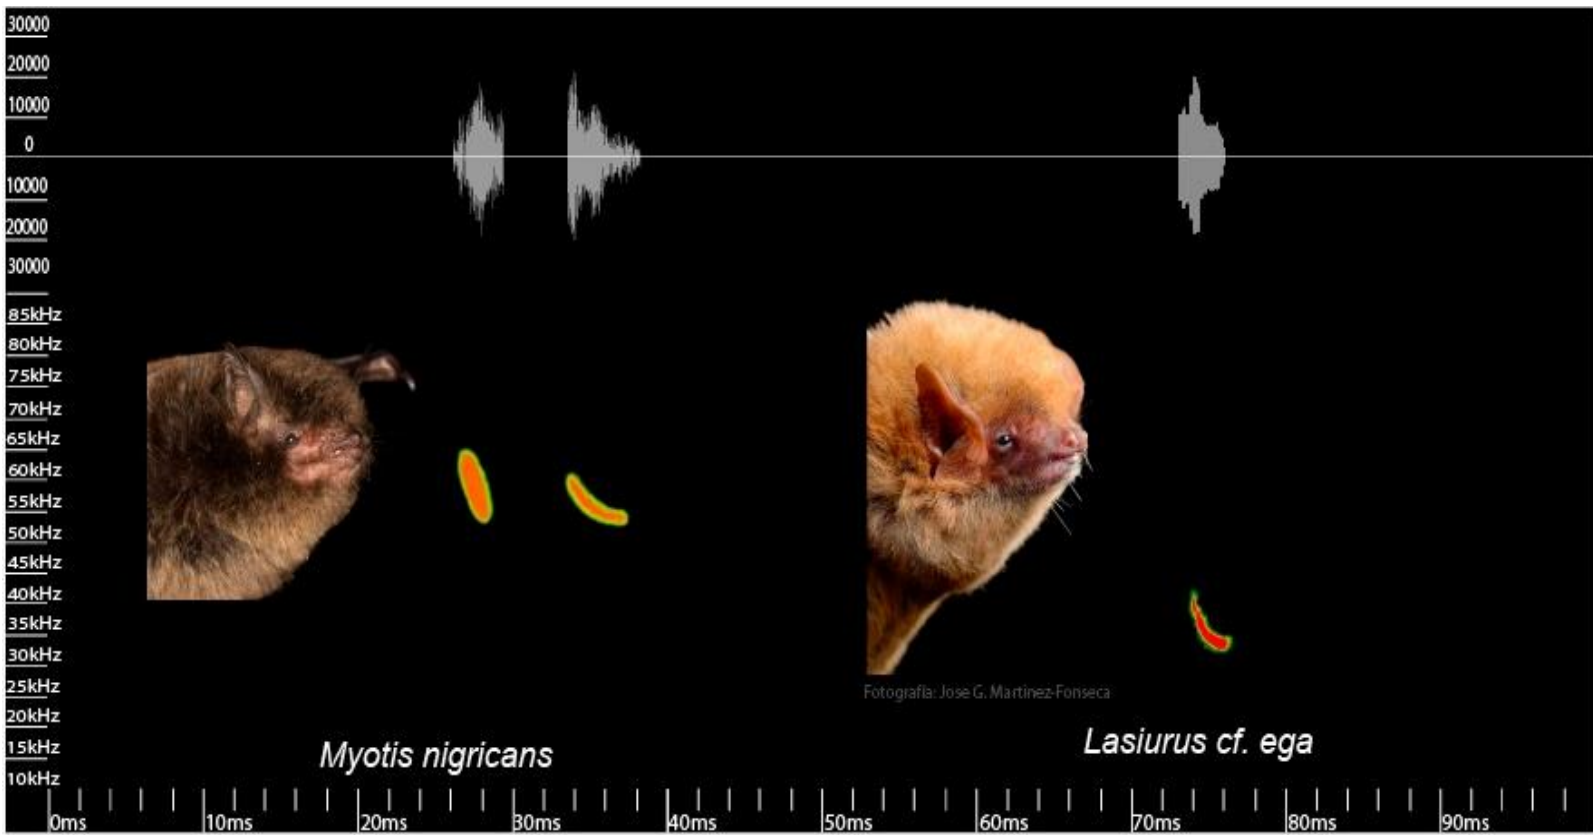 30000
20000
10000
0
10000
20000
30000
85kHz
80kHz
75kHz
70kHz
65kHz
60kHz
55kHz
50kHz
45kHz
40kHz
35kHz
30kHz
25kHz
20kHz
15kHz
10kHz
Fotografía: Jose G. Martinez-Fonseca
Myotis nigricans
Lasiurus cf. ega
0ms 10ms 20ms 30ms 40ms 50ms 60ms 70ms 80ms 90ms